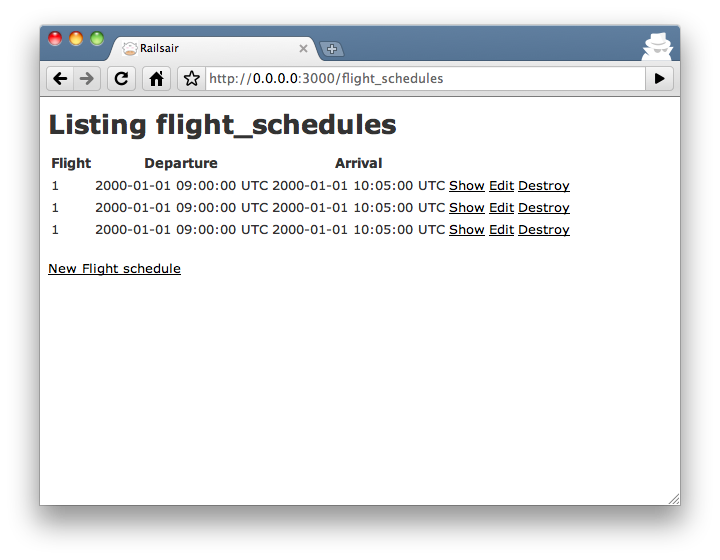 Railsair
http://0.0.0.0:3000/flight_schedules
Listing flight_schedules
Flight Departure Arrival
1 2000-01-01 09:00:00 UTC 2000-01-01 10:05:00 UTC Show Edit Destroy
1 2000-01-01 09:00:00 UTC 2000-01-01 10:05:00 UTC Show Edit Destroy
1 2000-01-01 09:00:00 UTC 2000-01-01 10:05:00 UTC Show Edit Destroy
New Flight schedule